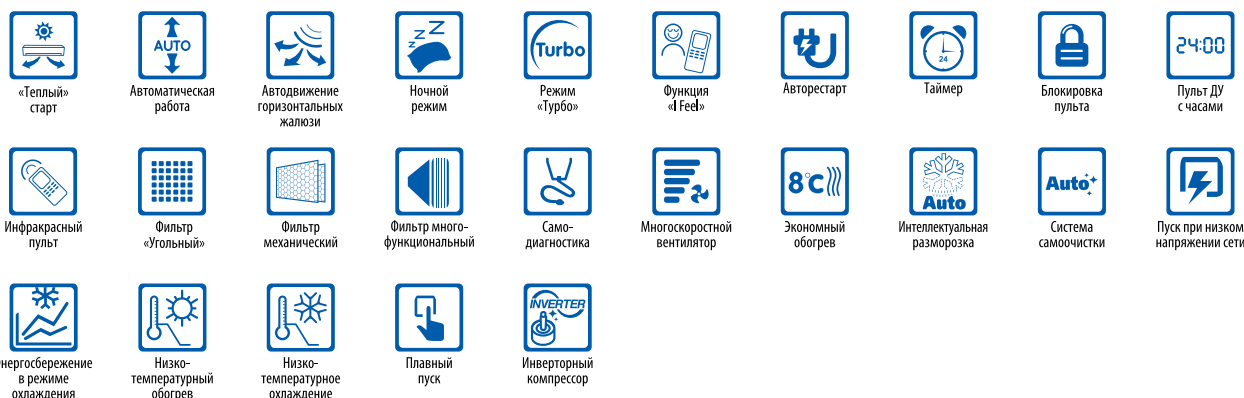 AUTO
Z Z Z
Turbo
24
24:00
«Теплый»
старт
Автоматическая
работа
Автодвижение
горизонтальных
жалюзи
Ночной
режим
Режим
«Турбо»
Функция
«I Feel»
Авторестарт
Таймер
Блокировка
пульта
Пульт ДУ
с часами
8°C
Auto
Auto
Инфракрасный
пульт
Фильтр
«Угольный»
Фильтр
механический
Фильтр много-
функциональный
Само-
диагностика
Многоскоростной
вентилятор
Экономный
обогрев
Интеллектуальная
разморозка
Система
самоочистки
Пуск при низком
напряжении сети
INVERTER
нергосбережение
в режиме
охлаждения
Низко-
температурный
обогрев
Низко-
температурное
охлаждение
Плавный
пуск
Инверторный
компрессор